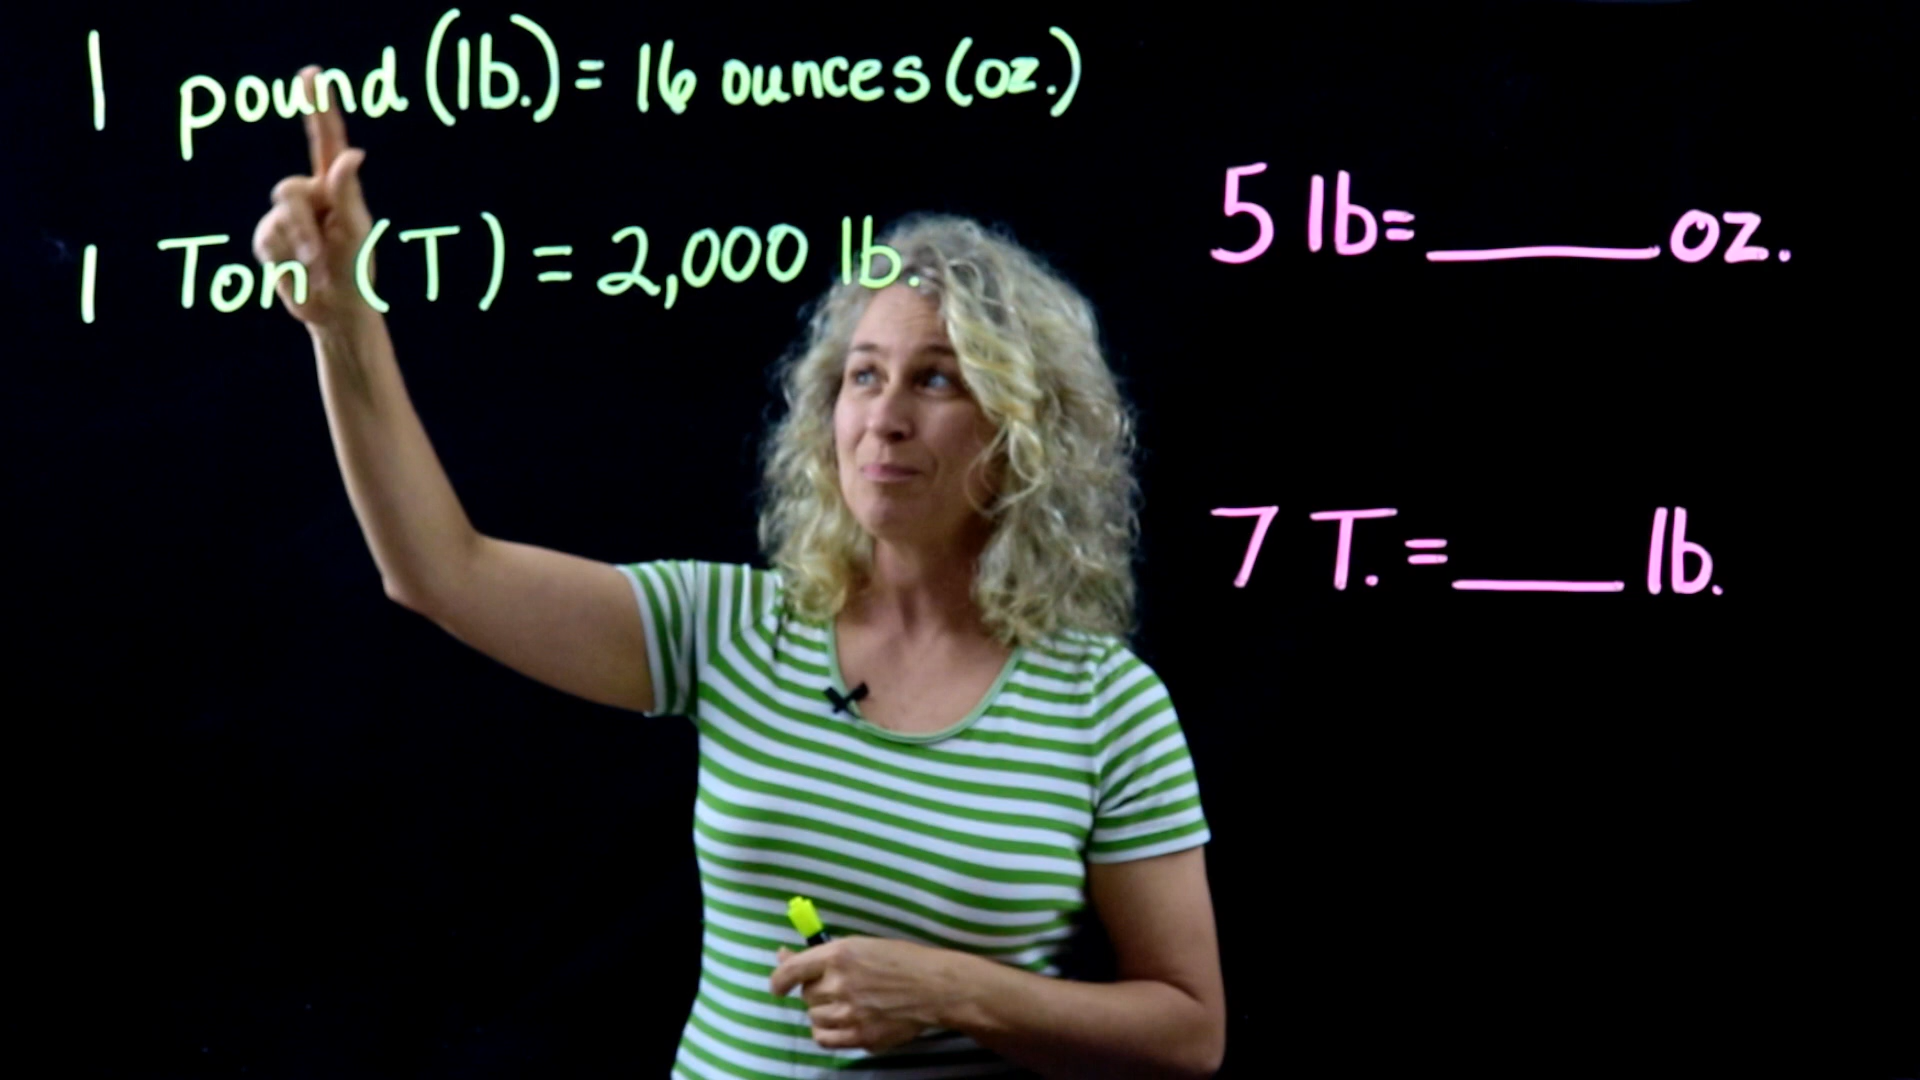 1 pound (lb.) = 16 ounces (oz.)
1 Ton (T) = 2,000 lb.
5 lb = ____ oz.
7 T. = ____ lb.